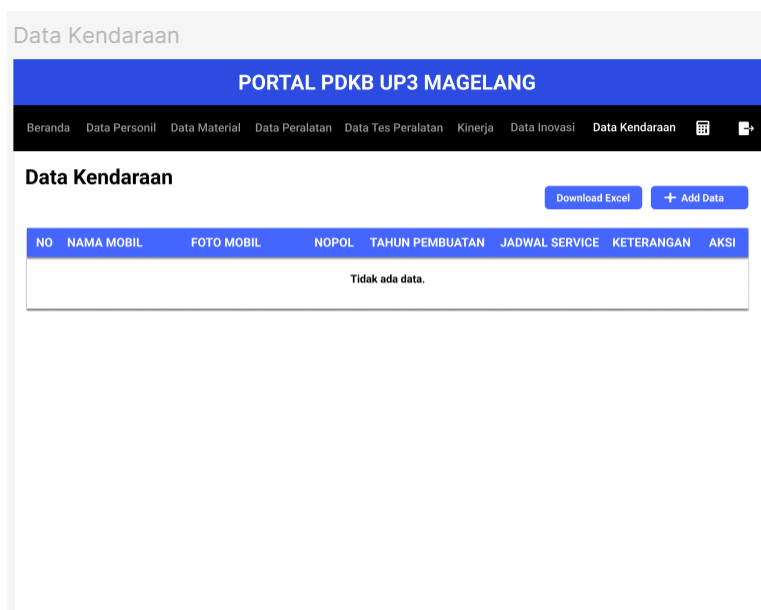 Data Kendaraan
PORTAL PDKB UP3 MAGELANG
Beranda Data Personil Data Material Data Peralatan Data Tes Peralatan Kinerja Data Inovasi Data Kendaraan
Data Kendaraan
Download Excel + Add Data
NO NAMA MOBIL FOTO MOBIL NOPOL TAHUN PEMBUATAN JADWAL SERVICE KETERANGAN AKSI
Tidak ada data.